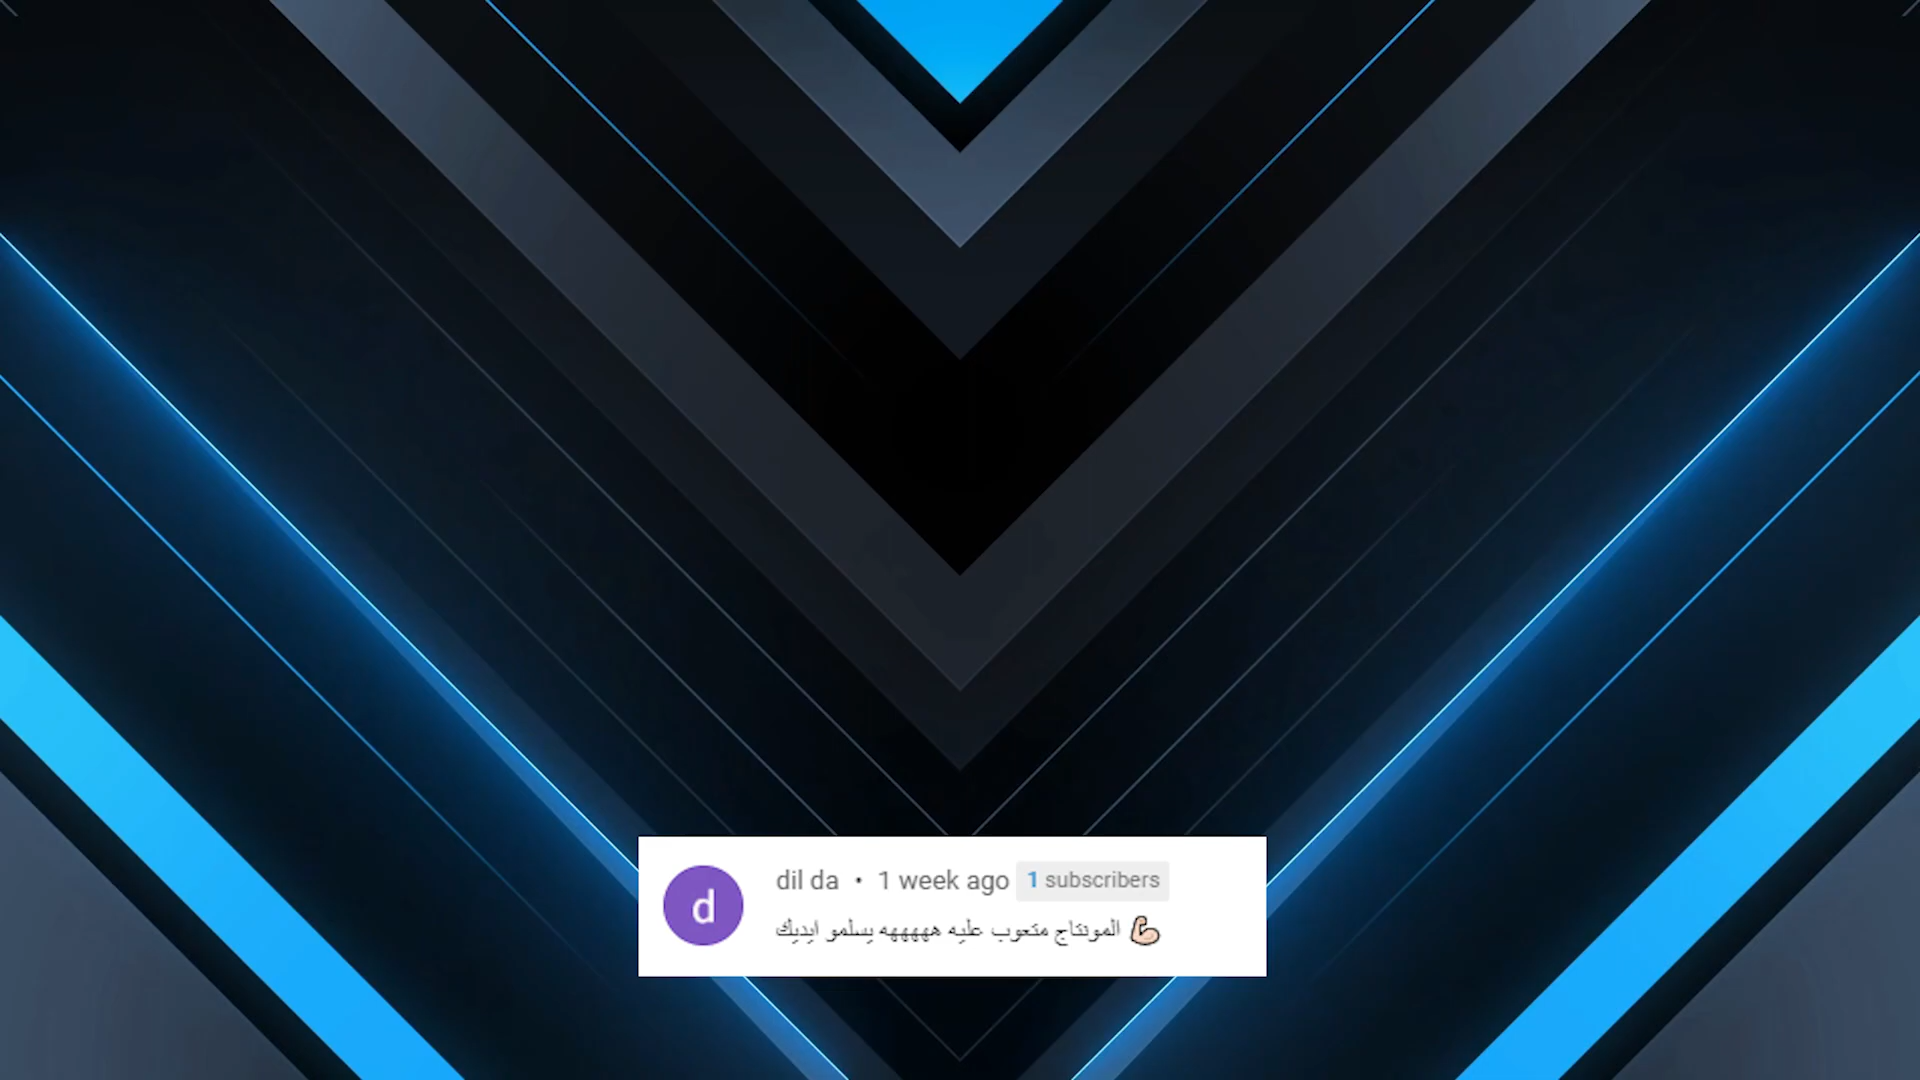 d
dil da • 1 week ago 1 subscribers
المونتاج متعوب عليه هههههه يسلمو ايديك 💪🏻